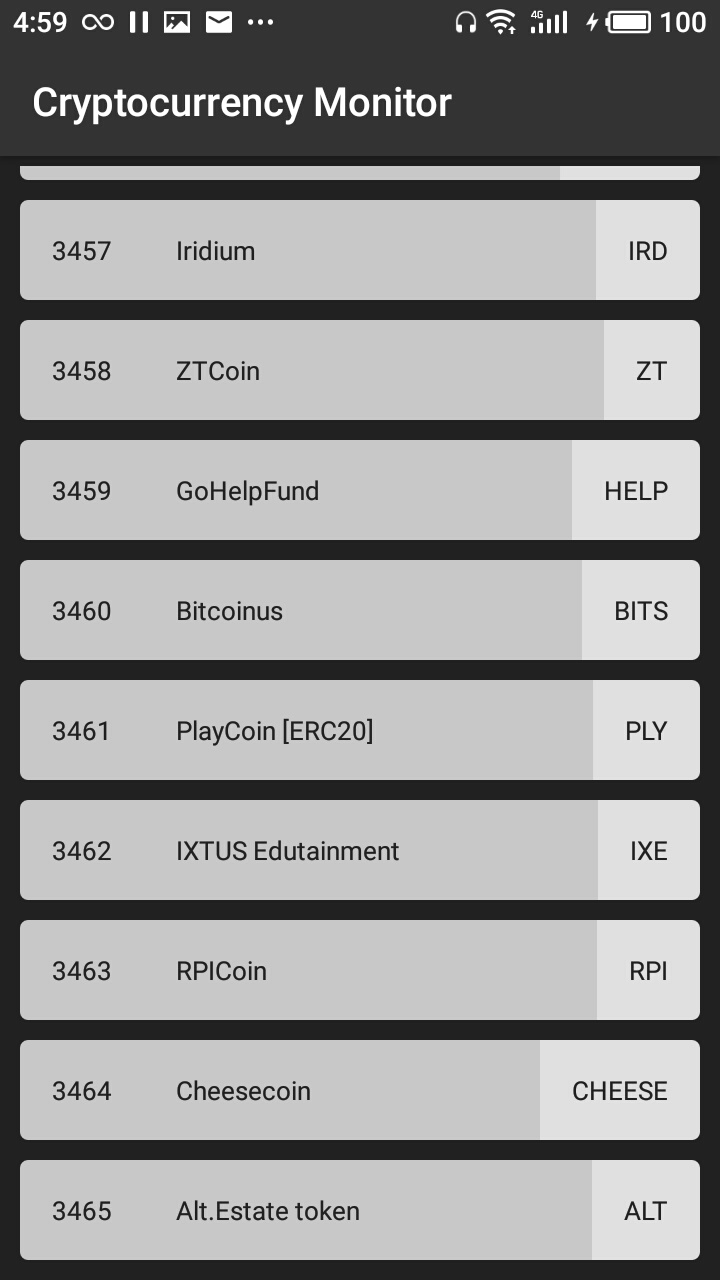 4:59 4G 100
Cryptocurrency Monitor
3457 Iridium IRD
3458 ZTCoin ZT
3459 GoHelpFund HELP
3460 Bitcoinus BITS
3461 PlayCoin [ERC20] PLY
3462 IXTUS Edutainment IXE
3463 RPICoin RPI
3464 Cheesecoin CHEESE
3465 Alt.Estate token ALT